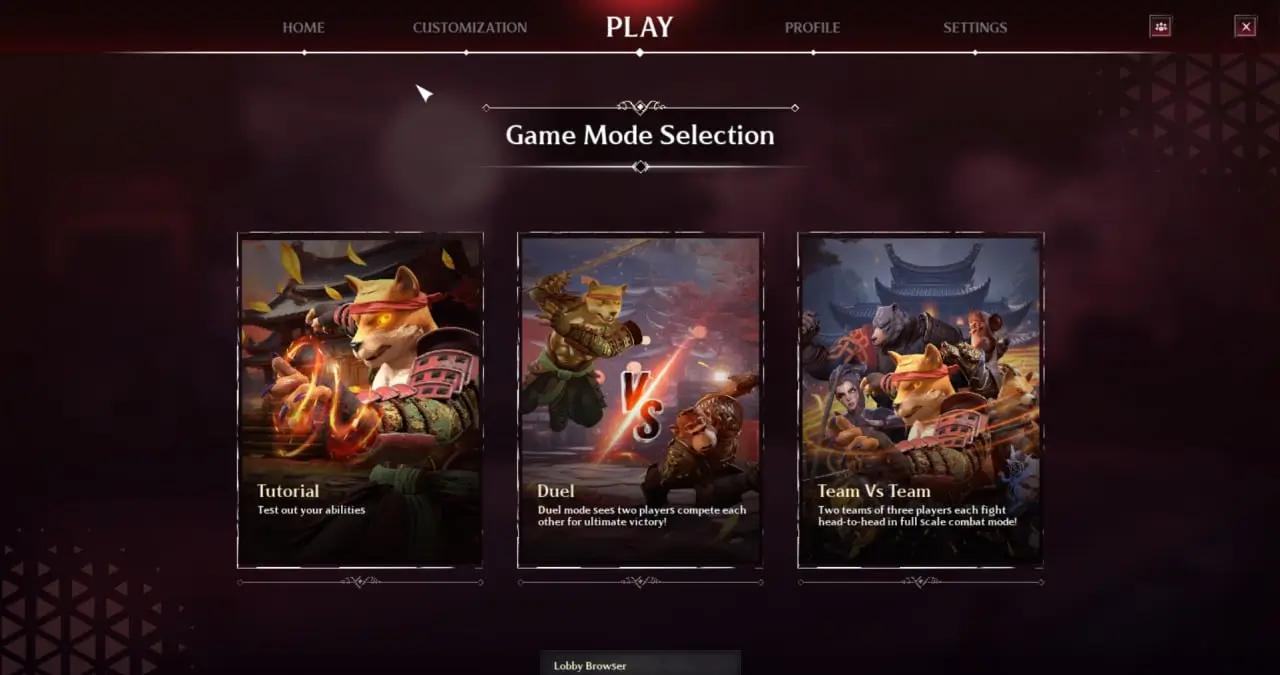 HOME
CUSTOMIZATION
PLAY
PROFILE
SETTINGS
Game Mode Selection
VS
Tutorial
Test out your abilities
Duel
Duel mode sees two players compete each
other for ultimate victory!
Team Vs Team
Two teams of three players each fight
head-to-head in full scale combat mode!
Lobby Browser